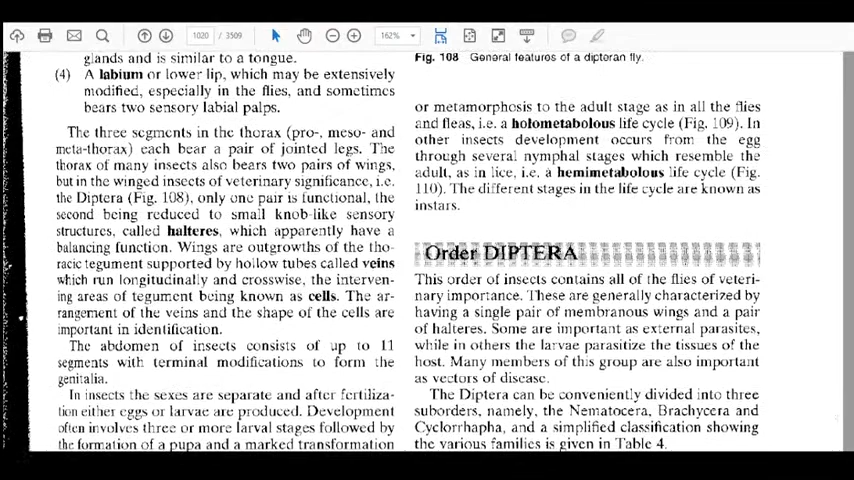 1020 / 3509
162%
glands and is similar to a tongue.
(4) A labium or lower lip, which may be extensively
modified, especially in the flies, and sometimes
bears two sensory labial palps.
The three segments in the thorax (pro-, meso- and
meta-thorax) each bear a pair of jointed legs. The
thorax of many insects also bears two pairs of wings,
but in the winged insects of veterinary significance, i.e.
the Diptera (Fig. 108), only one pair is functional, the
second being reduced to small knob-like sensory
structures, called halteres, which apparently have a
balancing function. Wings are outgrowths of the tho-
racic tegument supported by hollow tubes called veins
which run longitudinally and crosswise, the interven-
ing areas of tegument being known as cells. The ar-
rangement of the veins and the shape of the cells are
important in identification.
The abdomen of insects consists of up to 11
segments with terminal modifications to form the
genitalia.
In insects the sexes are separate and after fertiliza-
tion either eggs or larvae are produced. Development
often involves three or more larval stages followed by
the formation of a pupa and a marked transformation
Fig. 108 General features of a dipteran fly.
or metamorphosis to the adult stage as in all the flies
and fleas, i.e. a holometabolous life cycle (Fig. 109). In
other insects development occurs from the egg
through several nymphal stages which resemble the
adult, as in lice, i.e. a hemimetabolous life cycle (Fig.
110). The different stages in the life cycle are known as
instars.
Order DIPTERA
This order of insects contains all of the flies of veteri-
nary importance. These are generally characterized by
having a single pair of membranous wings and a pair
of halteres. Some are important as external parasites,
while in others the larvae parasitize the tissues of the
host. Many members of this group are also important
as vectors of disease.
The Diptera can be conveniently divided into three
suborders, namely, the Nematocera, Brachycera and
Cyclorrhapha, and a simplified classification showing
the various families is given in Table 4.